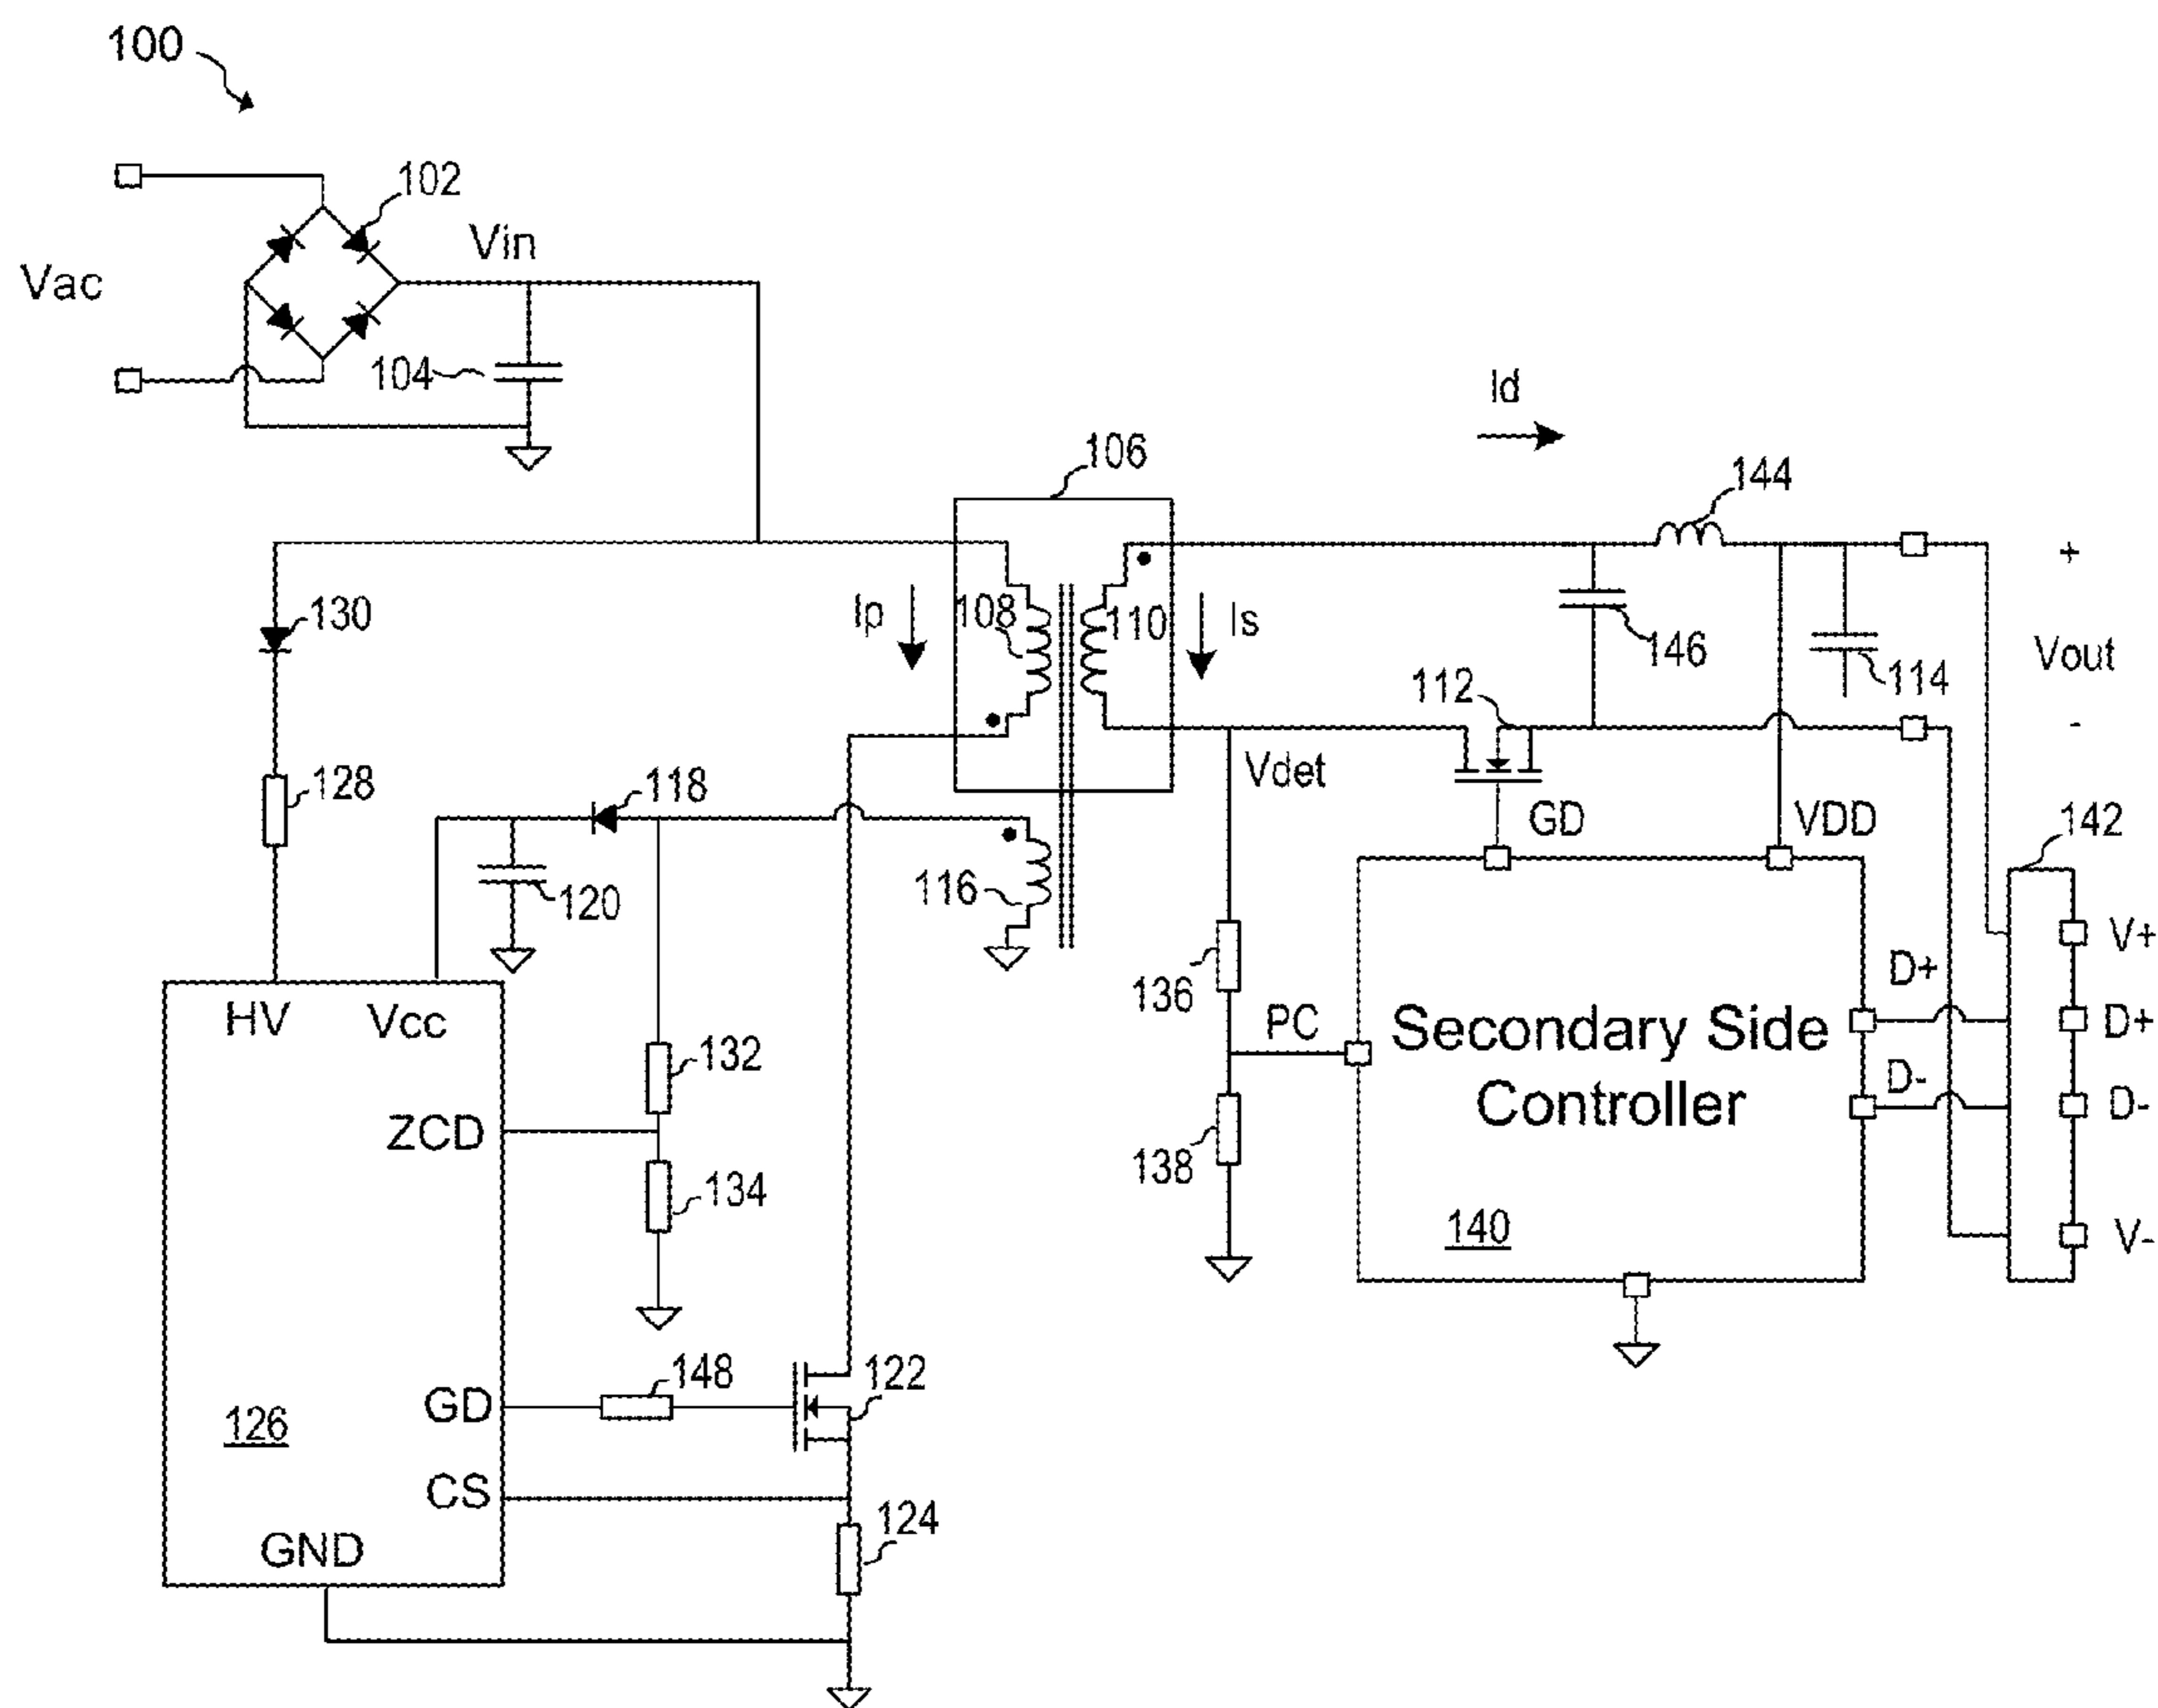 100
102
Vin
Vac
104
Id
106
144
130
Ip
108
110
Is
+
146
114
Vout
112
-
128
118
Vdet
GD
VDD
142
116
120
V+
136
D+
HV
Vcc
PC
Secondary Side
Controller
D+
132
D-
D-
ZCD
138
134
140
V-
148
122
GD
126
CS
124
GND